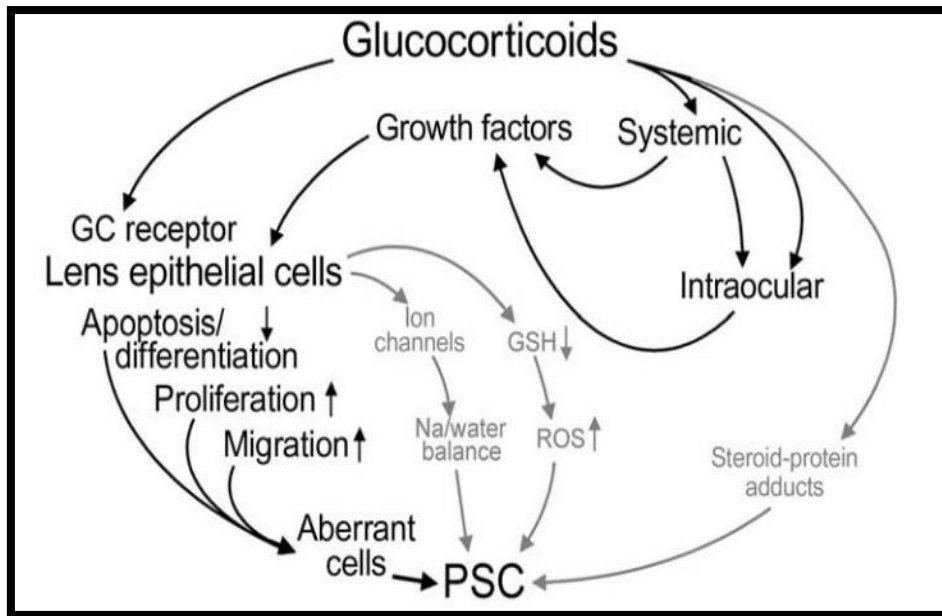 Glucocorticoids
Growth factors
Systemic
GC receptor
Lens epithelial cells
Intraocular
Apoptosis/
differentiation
Proliferation
Migration
Ion
channels
GSH
Na/water
balance
ROS
Steroid-protein
adducts
Aberrant
cells
PSC